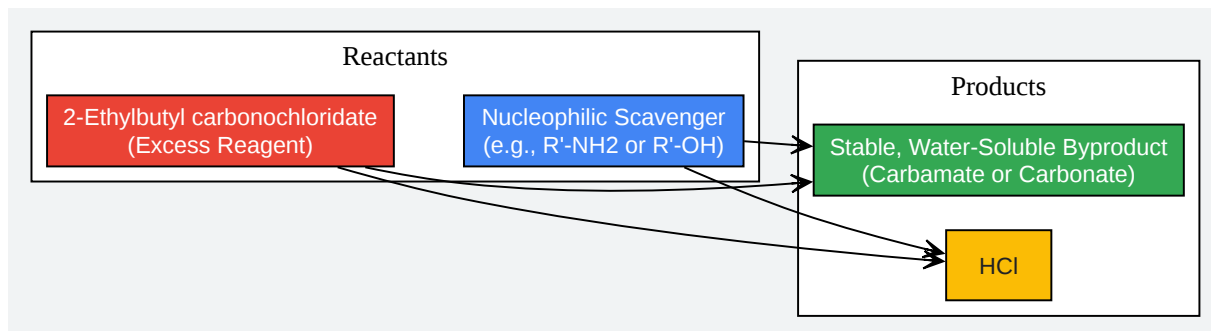 Reactants
2-Ethylbutyl carbonochloridate
(Excess Reagent)
Nucleophilic Scavenger
(e.g., R'-NH2 or R'-OH)
Products
Stable, Water-Soluble Byproduct
(Carbamate or Carbonate)
HCl